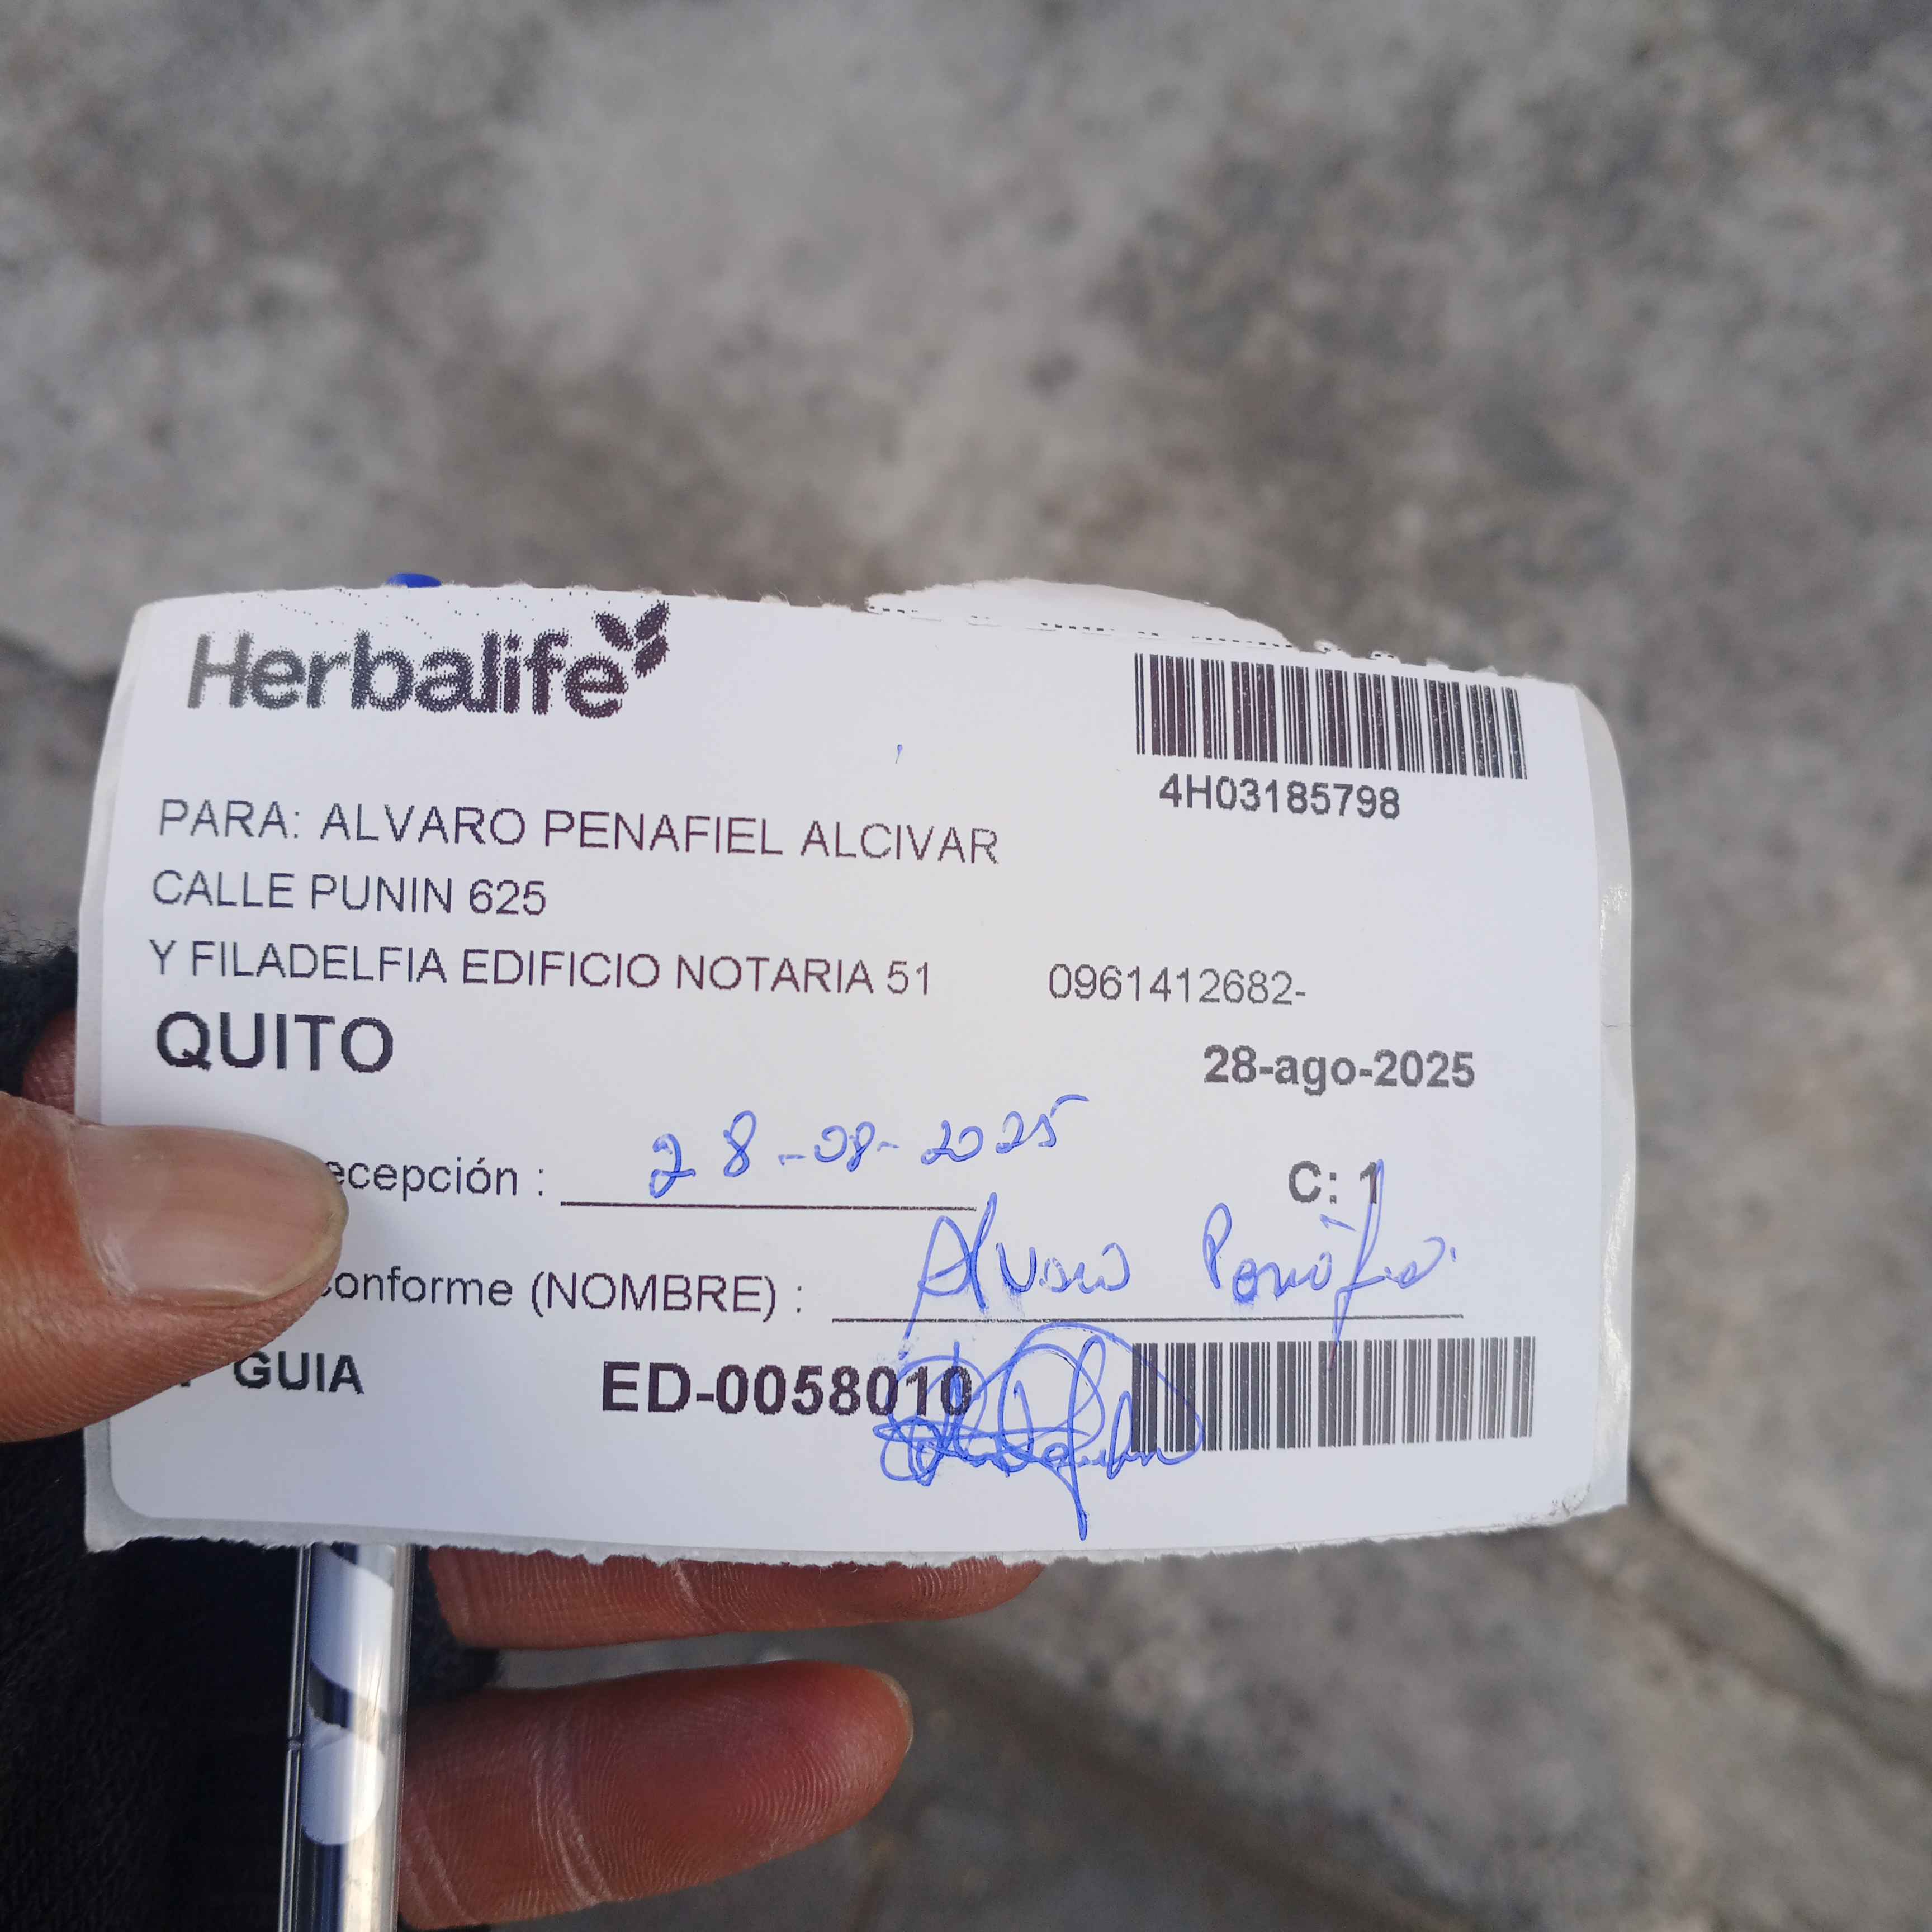 Herbalife
4H03185798
PARA: ALVARO PENAFIEL ALCIVAR
CALLE PUNIN 625
Y FILADELFIA EDIFICIO NOTARIA 51 0961412682-
QUITO
28-ago-2025
ecepción : 28-08-2025
C: 1
conforme (NOMBRE) : Alvaro
GUIA ED-0058010